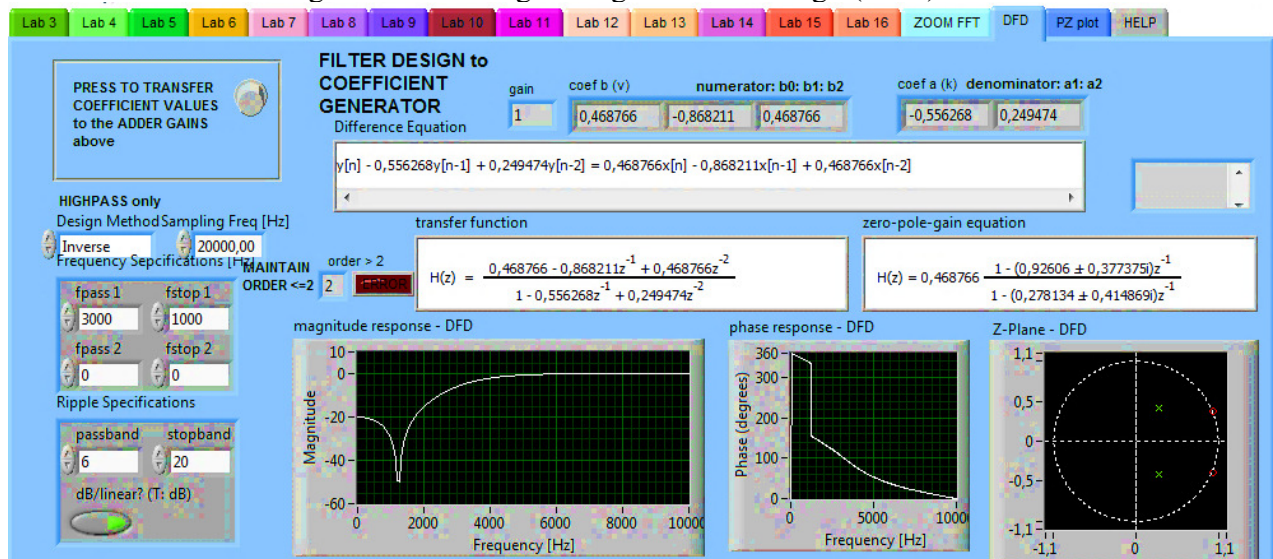 Lab 3 Lab 4 Lab 5 Lab 6 Lab 7 Lab 8 Lab 9 Lab 10 Lab 11 Lab 12 Lab 13 Lab 14 Lab 15 Lab 16 ZOOM FFT DFD PZ plot HELP
PRESS TO TRANSFER
COEFFICIENT VALUES
to the ADDER GAINS
above
FILTER DESIGN to
COEFFICIENT
GENERATOR
gain
1
coef b (v) numerator: b0: b1: b2
0,468766 -0,868211 0,468766
coef a (k) denominator: a1: a2
-0,556268 0,249474
Difference Equation
y[n] - 0,556268y[n-1] + 0,249474y[n-2] = 0,468766x[n] - 0,868211x[n-1] + 0,468766x[n-2]
HIGHPASS only
Design Method Sampling Freq [Hz]
Inverse 20000,00
Frequency Sepcifications [Hz]
fpass 1 fstop 1
3000 1000
fpass 2 fstop 2
0 0
MAINTAIN
ORDER <=2
order > 2
2 ERROR
transfer function
H(z) = 0,468766 - 0,868211z^-1 + 0,468766z^-2
1 - 0,556268z^-1 + 0,249474z^-2
zero-pole-gain equation
H(z) = 0,468766 1 - (0,92606 ± 0,377375i)z^-1
1 - (0,278134 ± 0,414869i)z^-1
Ripple Specifications
passband stopband
6 20
dB/linear? (T: dB)
magnitude response - DFD
Magnitude
10
0
-20
-40
-60
0 2000 4000 6000 8000 10000
Frequency [Hz]
phase response - DFD
Phase (degrees)
360
300
200
100
0
0 5000 1000
Frequency [Hz]
Z-Plane - DFD
1,1
0,5
0
-0,5
-1,1
-1,1 0 1,1